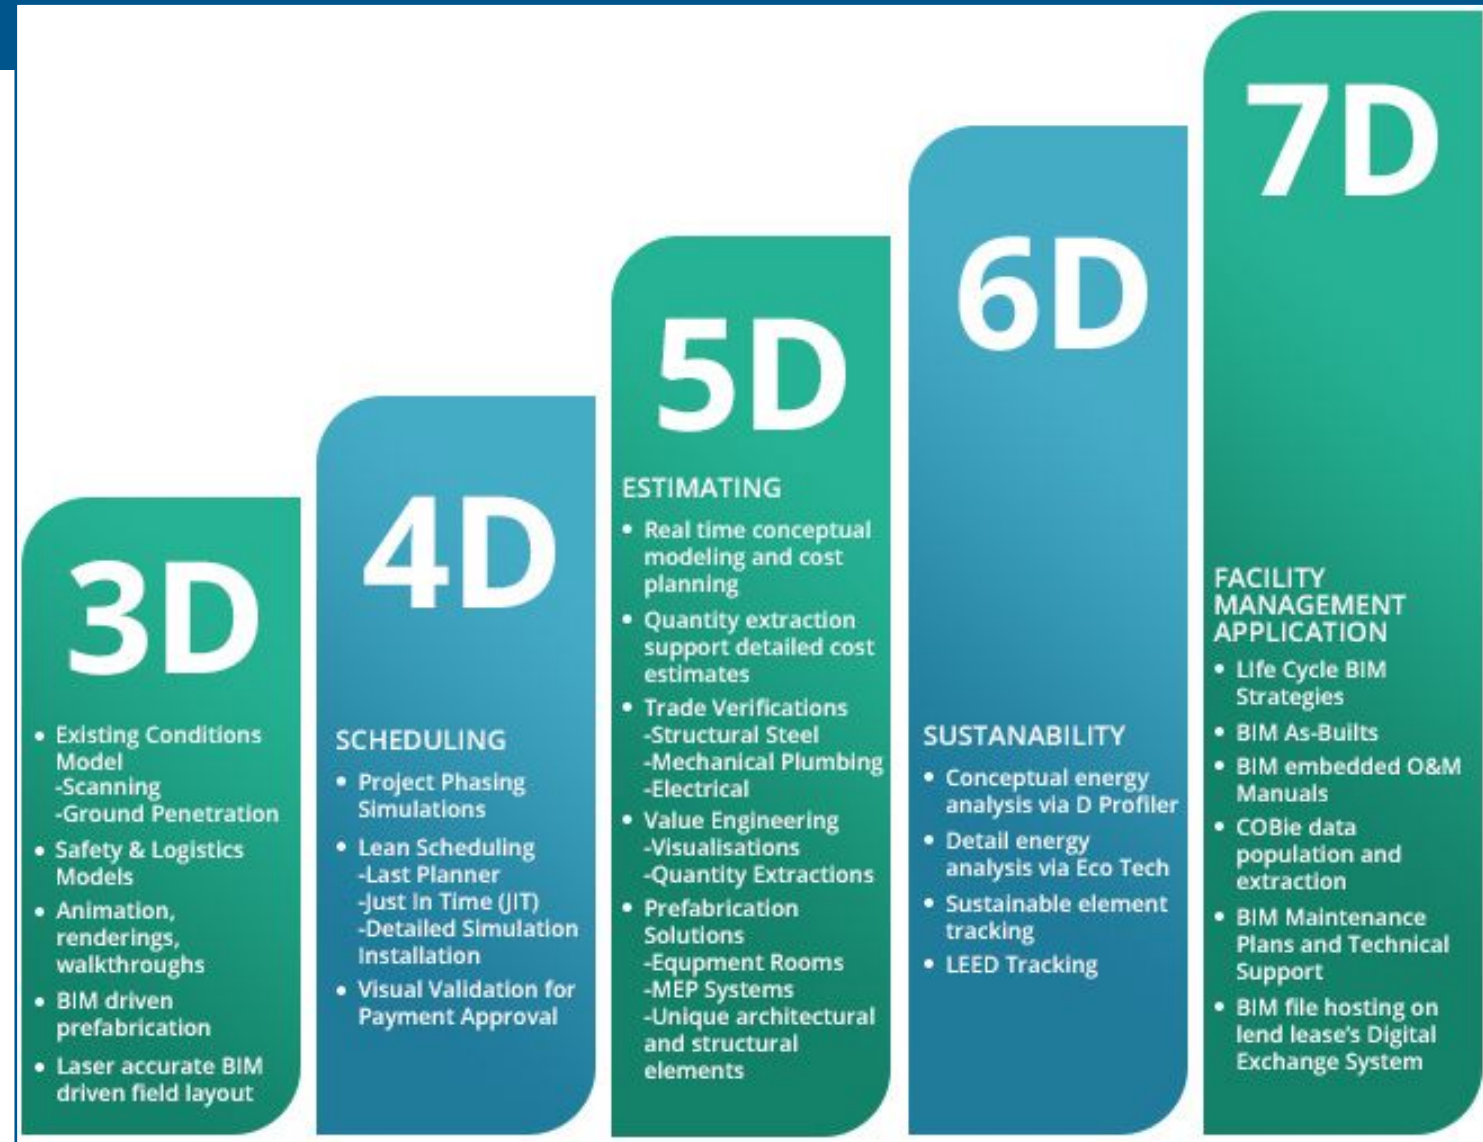 3D
• Existing Conditions
Model
-Scanning
-Ground Penetration
• Safety & Logistics
Models
• Animation,
renderings,
walkthroughs
• BIM driven
prefabrication
• Laser accurate BIM
driven field layout
4D
SCHEDULING
• Project Phasing
Simulations
• Lean Scheduling
-Last Planner
-Just In Time (JIT)
-Detailed Simulation
Installation
• Visual Validation for
Payment Approval
5D
ESTIMATING
• Real time conceptual
modeling and cost
planning
• Quantity extraction
support detailed cost
estimates
• Trade Verifications
-Structural Steel
-Mechanical Plumbing
-Electrical
• Value Engineering
-Visualisations
-Quantity Extractions
• Prefabrication
Solutions
-Equpment Rooms
-MEP Systems
-Unique architectural
and structural
elements
6D
SUSTANABILITY
• Conceptual energy
analysis via D Profiler
• Detail energy
analysis via Eco Tech
• Sustainable element
tracking
• LEED Tracking
7D
FACILITY
MANAGEMENT
APPLICATION
• LIfe Cycle BIM
Strategies
• BIM As-Builts
• BIM embedded O&M
Manuals
• COBie data
population and
extraction
• BIM Maintenance
Plans and Technical
Support
• BIM file hosting on
lend lease's Digital
Exchange System